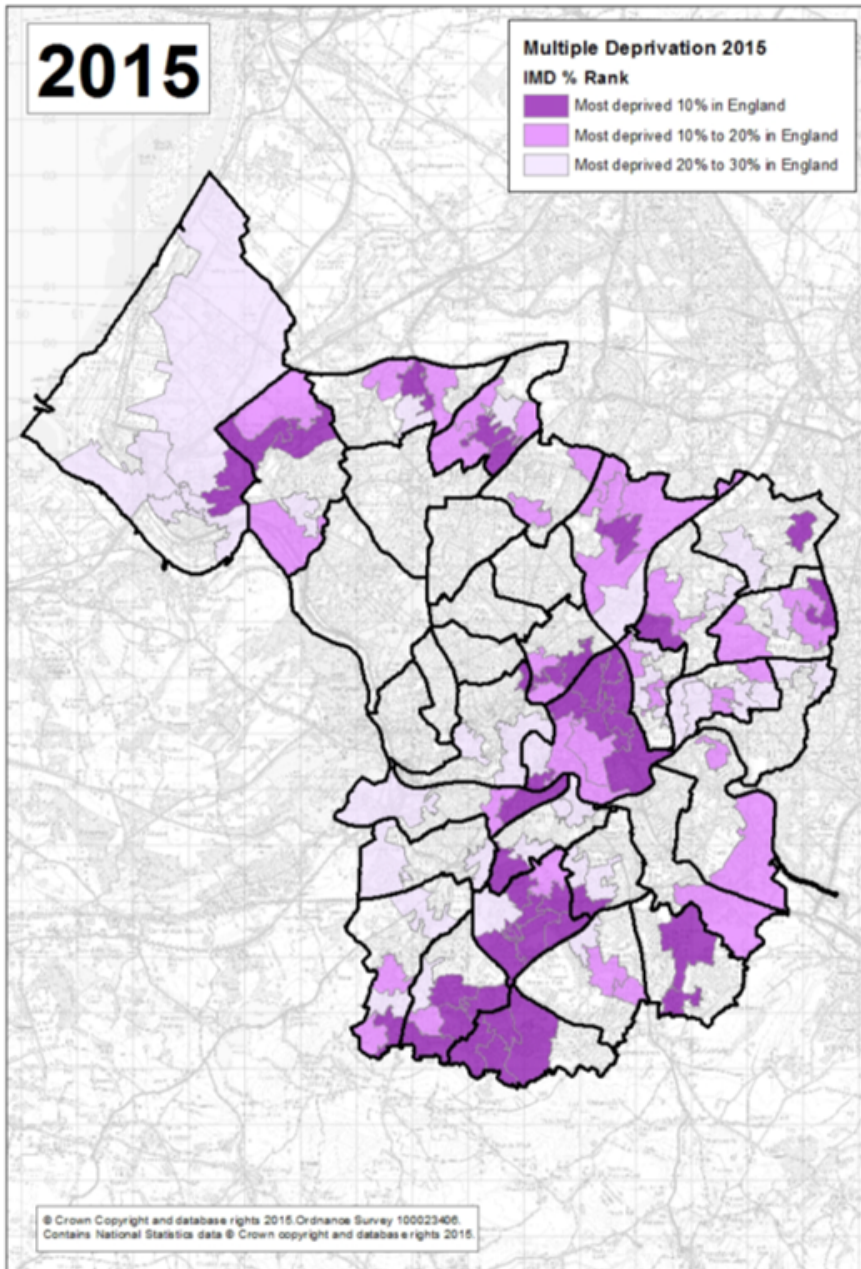 2015
Multiple Deprivation 2015
IMD % Rank
Most deprived 10% in England
Most deprived 10% to 20% in England
Most deprived 20% to 30% in England
© Crown Copyright and database rights 2015.Ordnance Survey 100023406.
Contains National Statistics data © Crown copyright and database rights 2015.